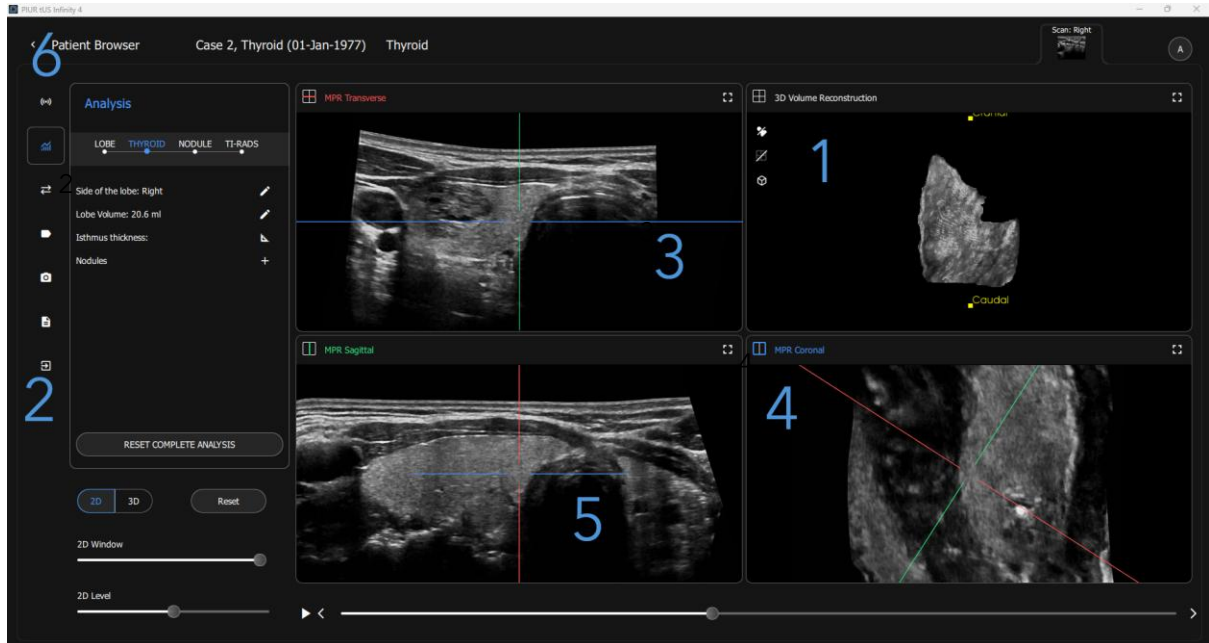 PIUR tUS Infinity 4
6
Patient Browser
Case 2, Thyroid (01-Jan-1977)
Thyroid
Scan: Right
A
Analysis
LOBE THYROID NODULE TI-RADS
2
Side of the lobe: Right
Lobe Volume: 20.6 ml
Isthmus thickness:
Nodules
2
RESET COMPLETE ANALYSIS
2D 3D Reset
2D Window
2D Level
MPR Transverse
3
3D Volume Reconstruction
1
Cranial
Caudal
MPR Sagittal
5
MPR Coronal
4